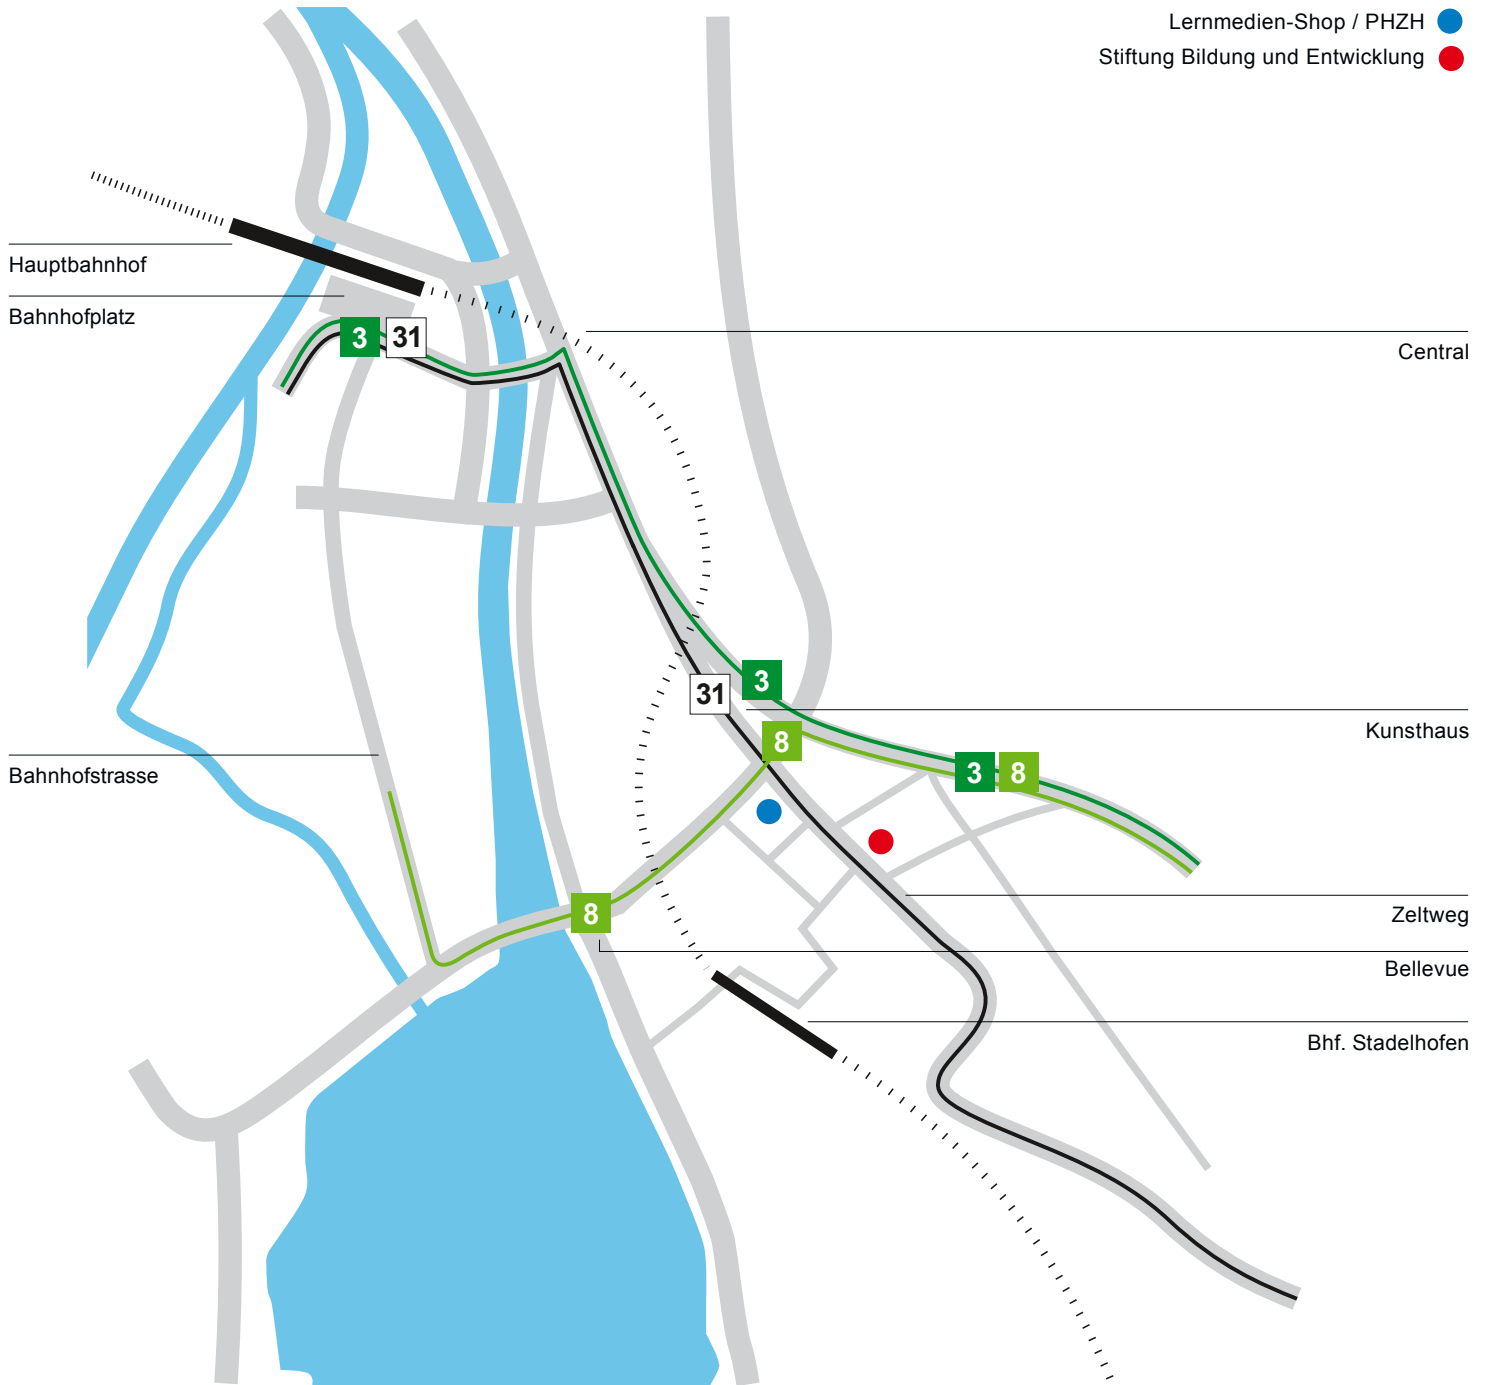 Lernmedien-Shop / PHZH
Stiftung Bildung und Entwicklung
Hauptbahnhof
Bahnhofplatz
3 31
Central
31 3
Kunsthaus
8
3 8
Bahnhofstrasse
8
Zeltweg
Bellevue
Bhf. Stadelhofen